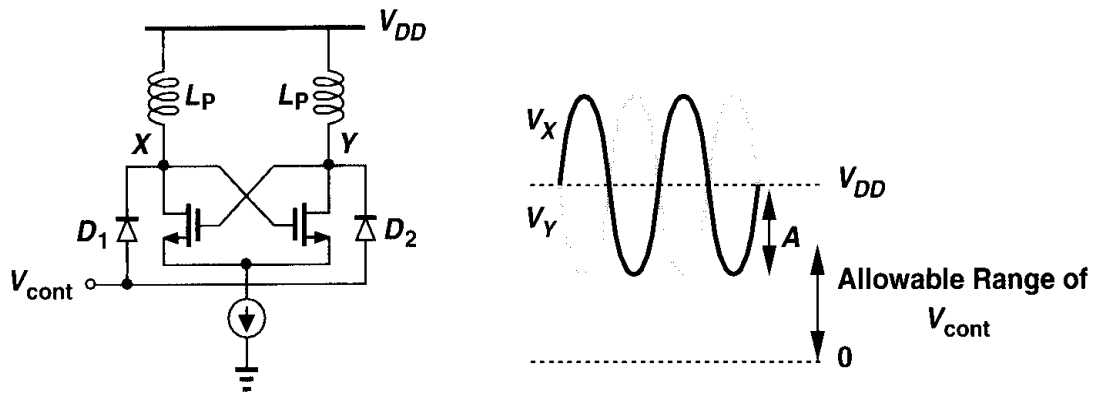 V_DD
L_P
L_P
X
Y
D_1
D_2
V_cont
V_X
V_DD
V_Y
A
Allowable Range of
V_cont
0